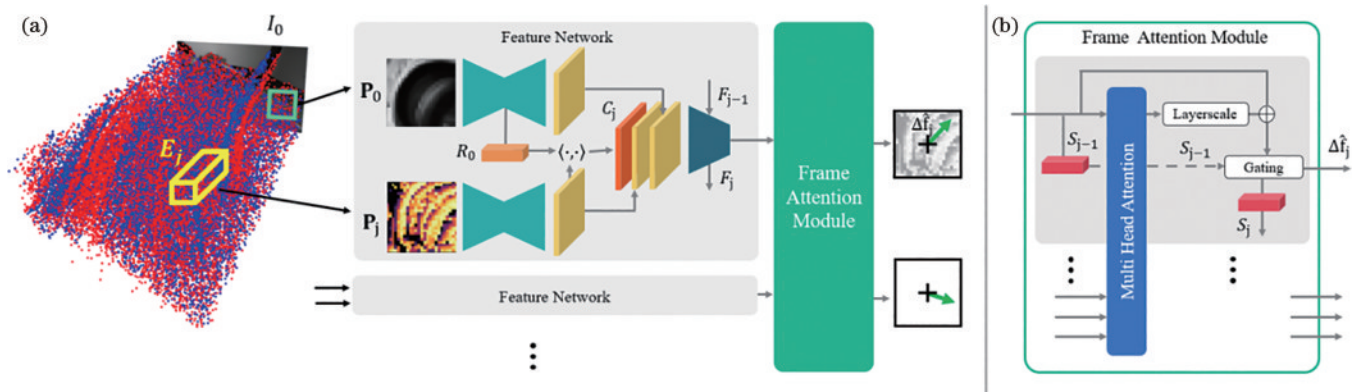 (a)
I₀
Eⱼ
P₀
Pⱼ
Feature Network
R₀
⟨·,·⟩
Cⱼ
Fⱼ₋₁
Fⱼ
Feature Network
⋮
Frame
Attention
Module
Δf̂ⱼ
(b)
Frame Attention Module
Sⱼ₋₁
Multi Head Attention
Layerscale
Sⱼ₋₁
Gating
Sⱼ
Δf̂ⱼ
⋮
⋮